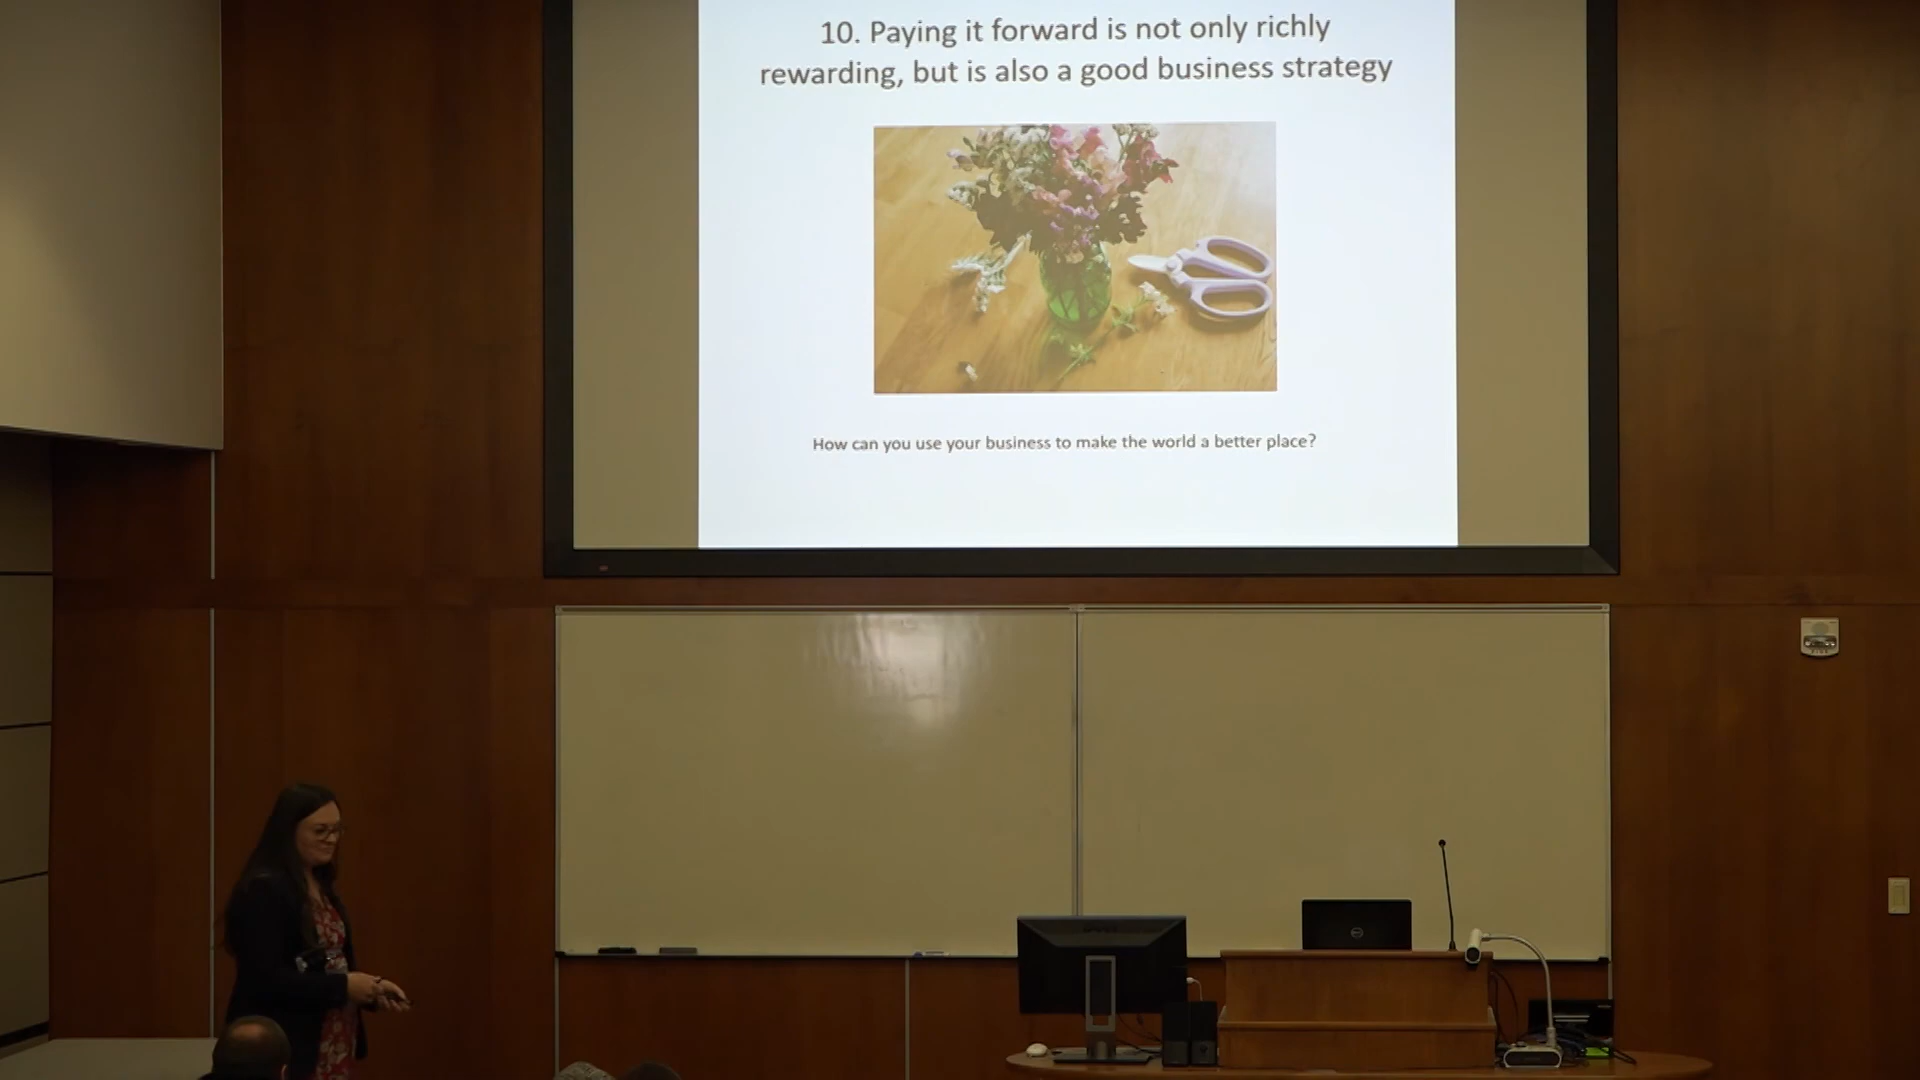 10. Paying it forward is not only richly
rewarding, but is also a good business strategy
How can you use your business to make the world a better place?
DELL